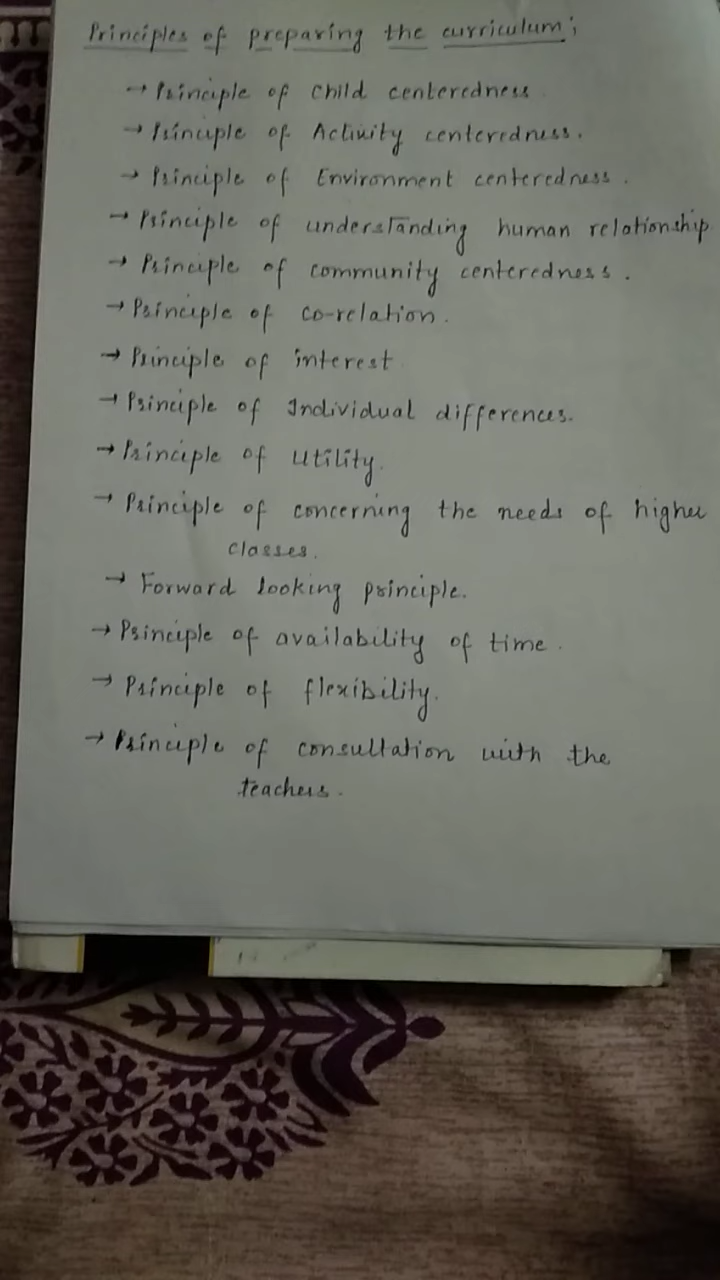 Principles of preparing the curriculum;
→ Principle of child centeredness.
→ Principle of Activity centeredness.
→ Principle of Environment centeredness.
→ Principle of understanding human relationship
→ Principle of community centeredness.
→ Principle of co-relation.
→ Principle of interest
→ Principle of Individual differences.
→ Principle of utility.
→ Principle of concerning the needs of higher
classes.
→ Forward looking principle.
→ Principle of availability of time.
→ Principle of flexibility.
→ Principle of consultation with the
teachers.